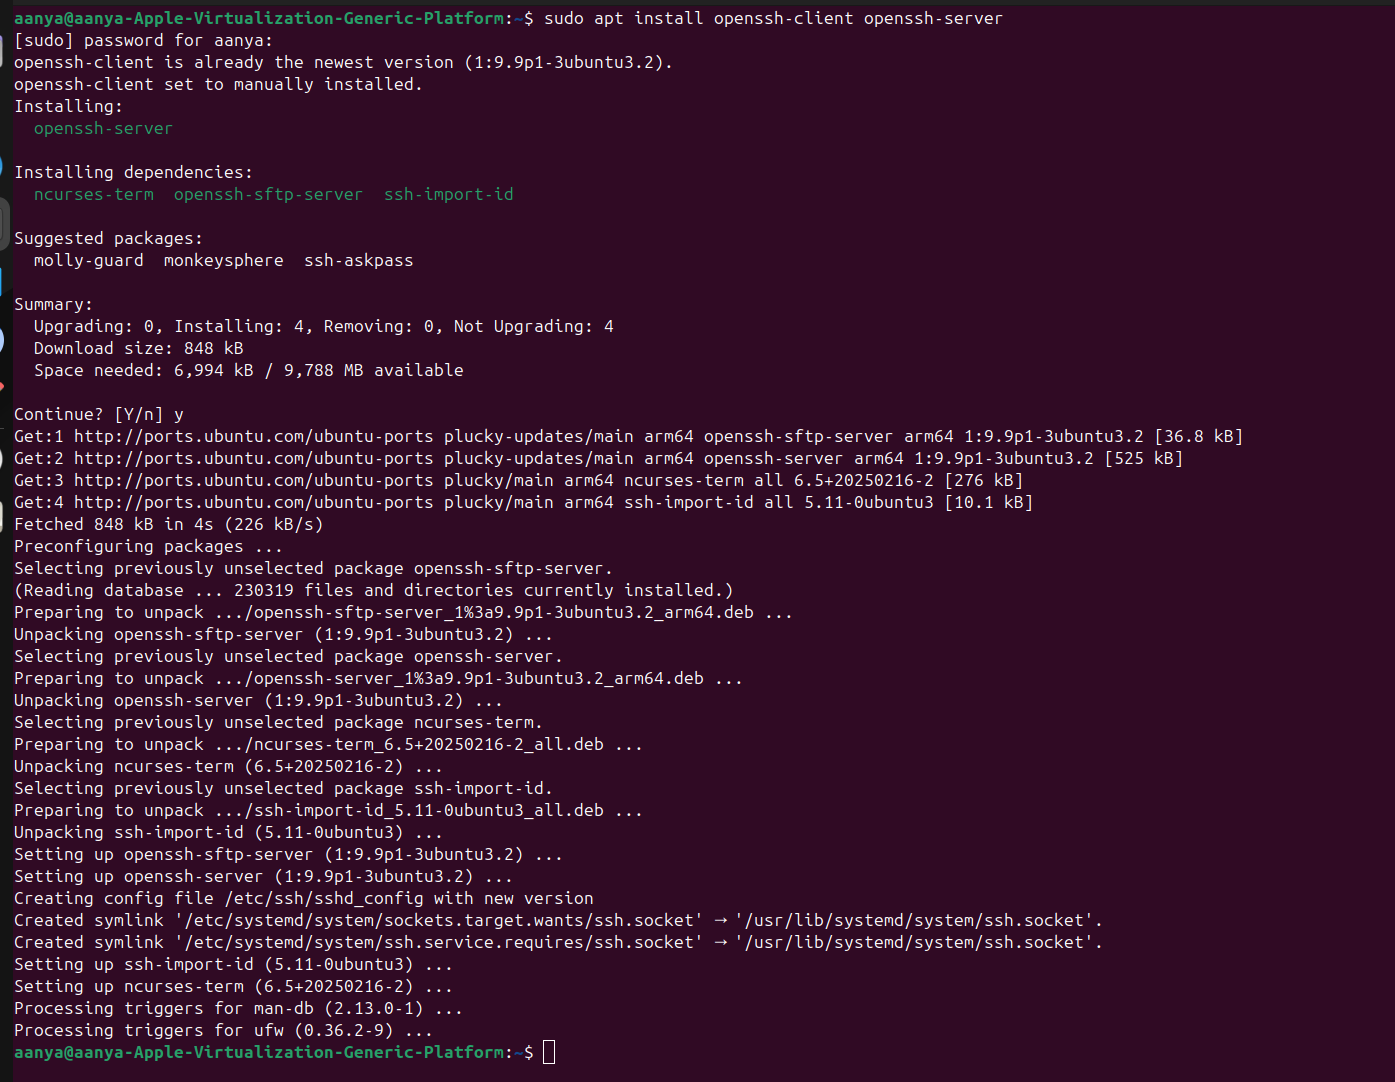 aanya@aanya-Apple-Virtualization-Generic-Platform:~$ sudo apt install openssh-client openssh-server
[sudo] password for aanya:
openssh-client is already the newest version (1:9.9p1-3ubuntu3.2).
openssh-client set to manually installed.
Installing:
  openssh-server

Installing dependencies:
  ncurses-term  openssh-sftp-server  ssh-import-id

Suggested packages:
  molly-guard  monkeysphere  ssh-askpass

Summary:
  Upgrading: 0, Installing: 4, Removing: 0, Not Upgrading: 4
  Download size: 848 kB
  Space needed: 6,994 kB / 9,788 MB available

Continue? [Y/n] y
Get:1 http://ports.ubuntu.com/ubuntu-ports plucky-updates/main arm64 openssh-sftp-server arm64 1:9.9p1-3ubuntu3.2 [36.8 kB]
Get:2 http://ports.ubuntu.com/ubuntu-ports plucky-updates/main arm64 openssh-server arm64 1:9.9p1-3ubuntu3.2 [525 kB]
Get:3 http://ports.ubuntu.com/ubuntu-ports plucky/main arm64 ncurses-term all 6.5+20250216-2 [276 kB]
Get:4 http://ports.ubuntu.com/ubuntu-ports plucky/main arm64 ssh-import-id all 5.11-0ubuntu3 [10.1 kB]
Fetched 848 kB in 4s (226 kB/s)
Preconfiguring packages ...
Selecting previously unselected package openssh-sftp-server.
(Reading database ... 230319 files and directories currently installed.)
Preparing to unpack .../openssh-sftp-server_1%3a9.9p1-3ubuntu3.2_arm64.deb ...
Unpacking openssh-sftp-server (1:9.9p1-3ubuntu3.2) ...
Selecting previously unselected package openssh-server.
Preparing to unpack .../openssh-server_1%3a9.9p1-3ubuntu3.2_arm64.deb ...
Unpacking openssh-server (1:9.9p1-3ubuntu3.2) ...
Selecting previously unselected package ncurses-term.
Preparing to unpack .../ncurses-term_6.5+20250216-2_all.deb ...
Unpacking ncurses-term (6.5+20250216-2) ...
Selecting previously unselected package ssh-import-id.
Preparing to unpack .../ssh-import-id_5.11-0ubuntu3_all.deb ...
Unpacking ssh-import-id (5.11-0ubuntu3) ...
Setting up openssh-sftp-server (1:9.9p1-3ubuntu3.2) ...
Setting up openssh-server (1:9.9p1-3ubuntu3.2) ...
Creating config file /etc/ssh/sshd_config with new version
Created symlink '/etc/systemd/system/sockets.target.wants/ssh.socket' → '/usr/lib/systemd/system/ssh.socket'.
Created symlink '/etc/systemd/system/ssh.service.requires/ssh.socket' → '/usr/lib/systemd/system/ssh.socket'.
Setting up ssh-import-id (5.11-0ubuntu3) ...
Setting up ncurses-term (6.5+20250216-2) ...
Processing triggers for man-db (2.13.0-1) ...
Processing triggers for ufw (0.36.2-9) ...
aanya@aanya-Apple-Virtualization-Generic-Platform:~$